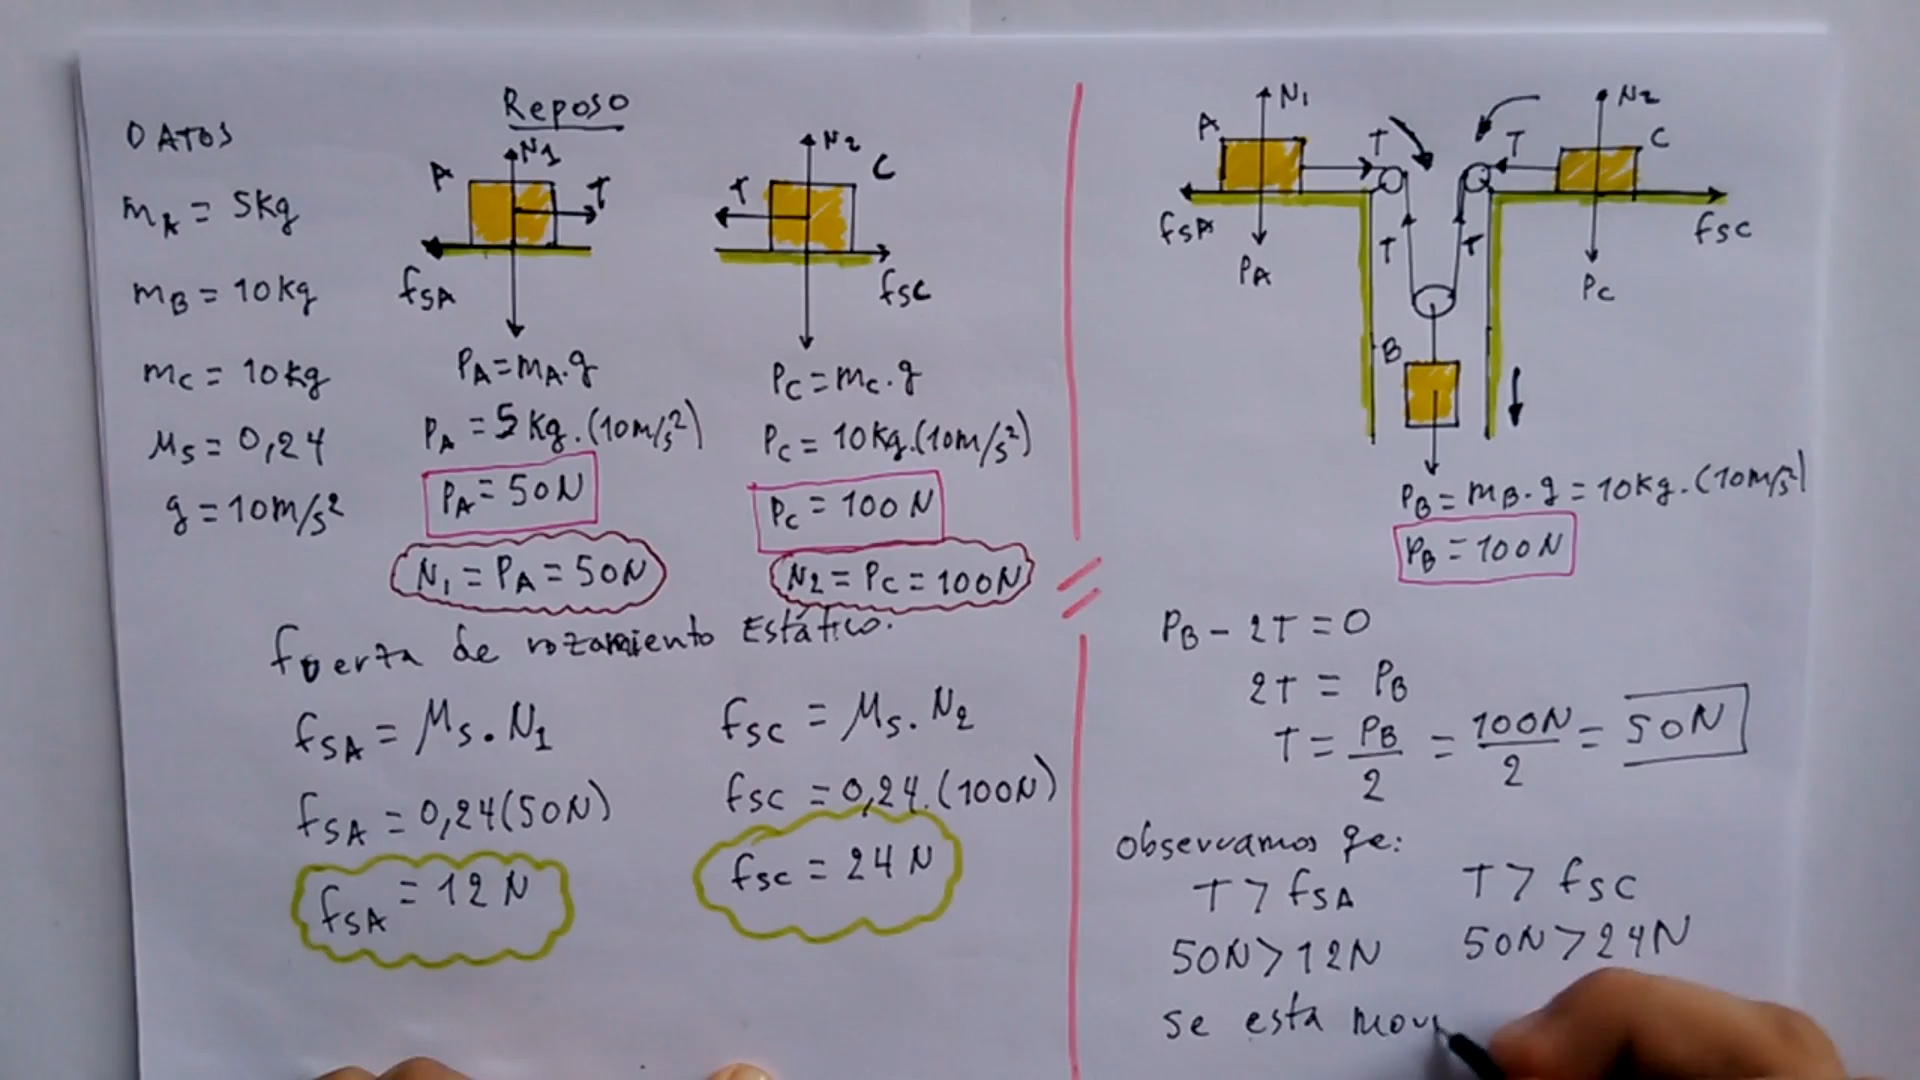 DATOS
mA = 5kg
mB = 10kg
mC = 10kg
μs = 0,24
g = 10m/s²
Reposo
A
N1
T
fSA
PA = mA.g
PA = 5kg.(10m/s²)
PA = 50N
N1 = PA = 50N
N2
C
T
fSC
PC = mC.g
PC = 10kg.(10m/s²)
PC = 100N
N2 = PC = 100N
fuerza de rozamiento Estático.
fSA = μs.N1
fSA = 0,24(50N)
fSA = 12N
fSC = μs.N2
fSC = 0,24.(100N)
fSC = 24N
A
N1
T
T
N2
C
fSA
PA
T
T
PC
fSC
B
PB = mB.g = 10kg.(10m/s²)
PB = 100N
PB - 2T = 0
2T = PB
T = PB/2 = 100N/2 = 50N
Observamos qe:
T > fSA T > fSC
50N > 12N 50N > 24N
se esta mov